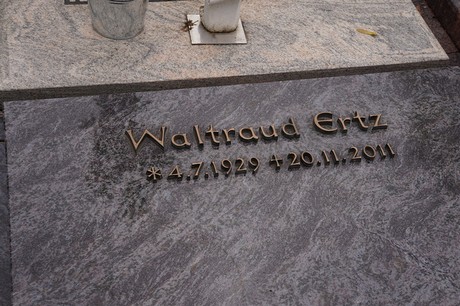 Waltraud Ertz
* 4.7.1929 ✝ 20.11.2011